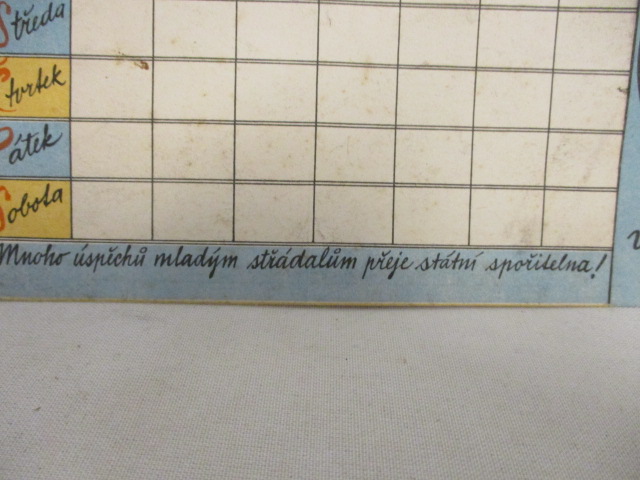 Středa
Čtvrtek
Pátek
Sobota
Mnoho úspěchů mladým střádalům přeje státní spořitelna!